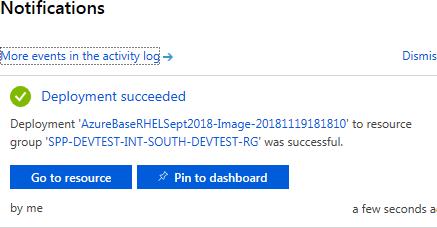 Notifications
More events in the activity log
Deployment succeeded
Deployment 'AzureBaseRHELSept2018-Image-20181119181810' to resource
group 'SPP-DEVTEST-INT-SOUTH-DEVTEST-RG' was successful.
Go to resource Pin to dashboard
by me a few seconds